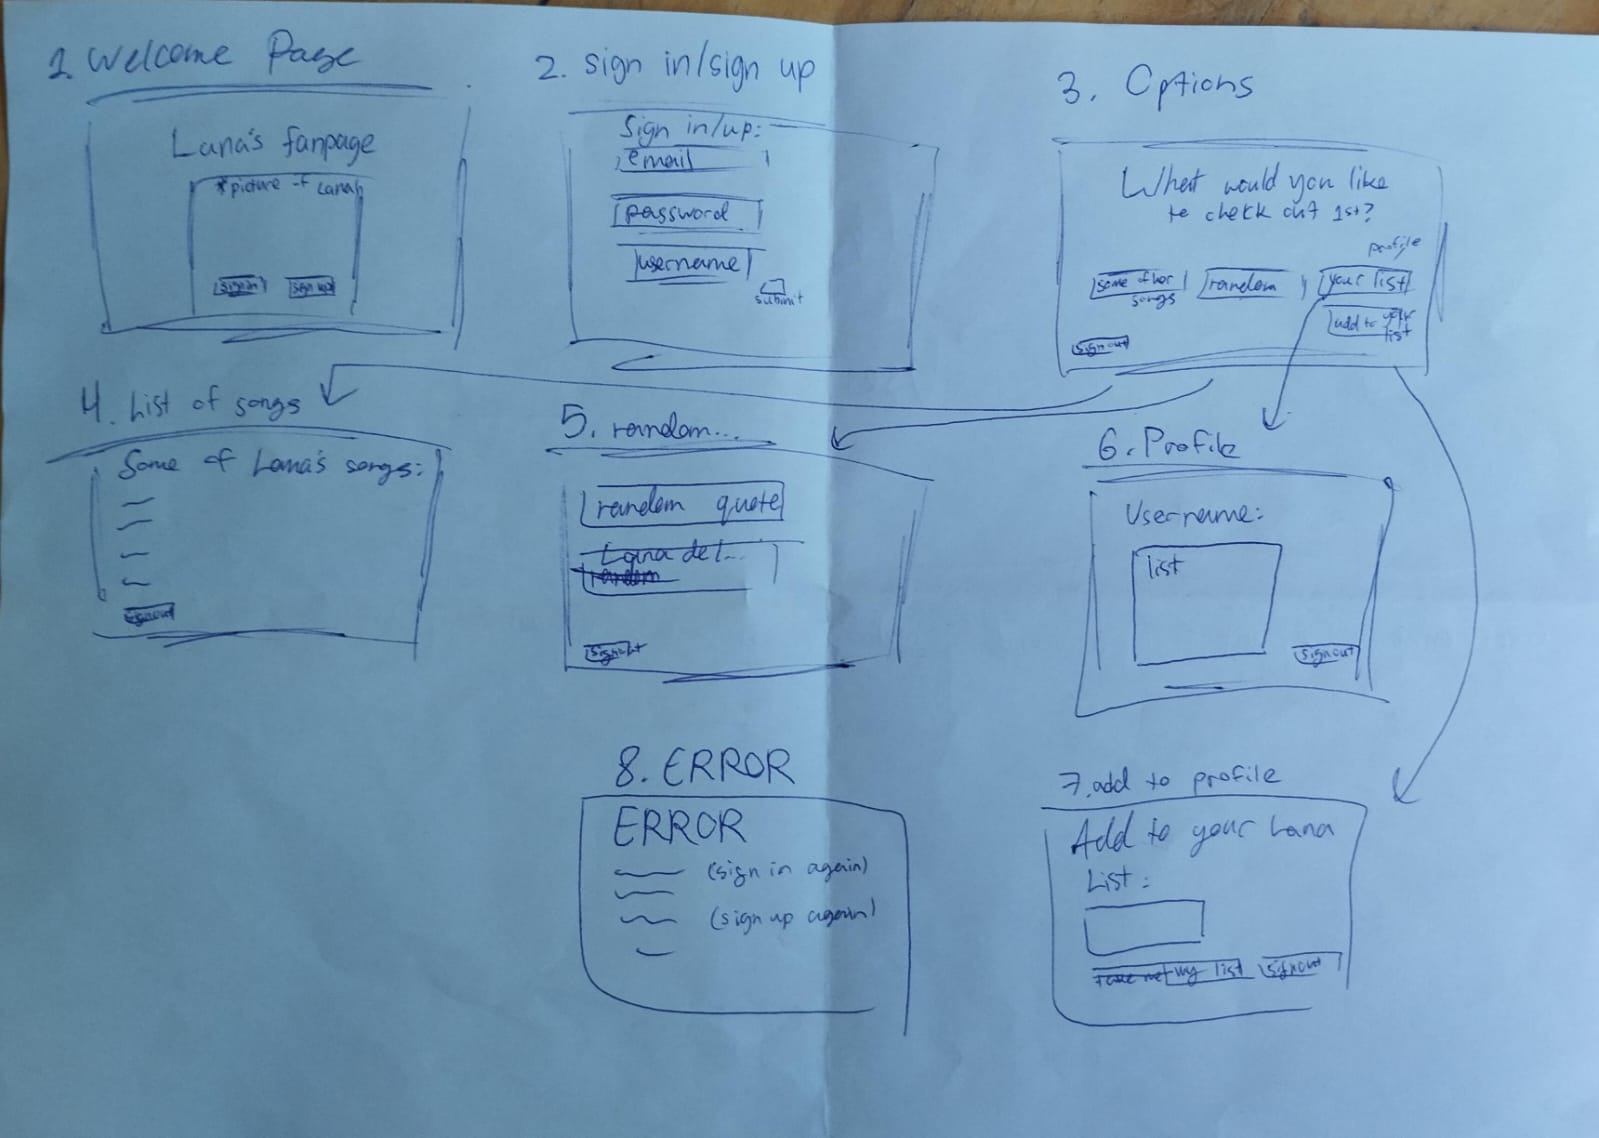 1. Welcome Page
Lana's fanpage
*picture of Lana
sign in
sign up
2. sign in/sign up
Sign in/up:
email
password
username
submit
3. Options
What would you like
to check out 1st?
profile
some of her
songs
random
your list
add to your
list
sign out
4. List of songs
Some of Lana's songs:
signout
5. random...
random quote
Lana del...
random
signout
6. Profile
Username:
list
signout
8. ERROR
ERROR
(sign in again)
(sign up again)
7. add to profile
Add to your Lana
List:
my list
signout